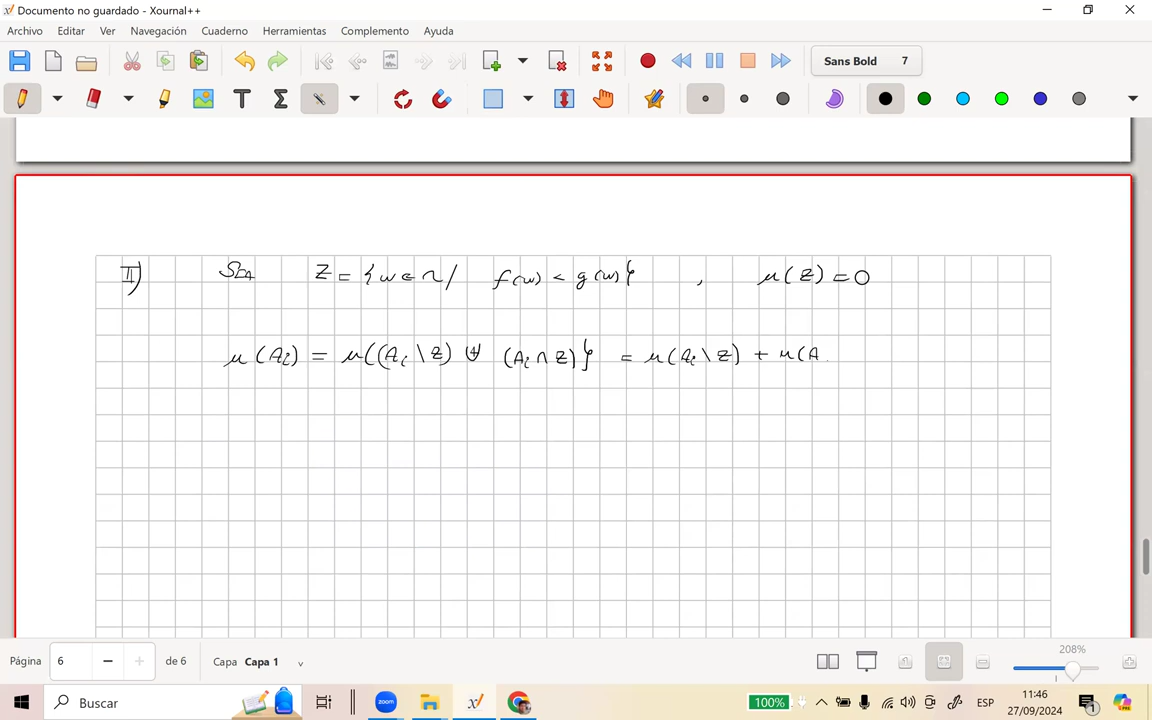 Documento no guardado - Xournal++
Archivo Editar Ver Navegación Cuaderno Herramientas Complemento Ayuda
Sans Bold 7
II) Sea Z = {ω ∈ Ω / f(ω) < g(ω)} , μ(Z) = 0
μ(Ai) = μ((Ai \ Z) ⊎ (Ai ∩ Z)} = μ(Ai \ Z) + μ(A
Página 6 de 6 Capa Capa 1 208%
Buscar zoom 100% ESP 11:46
27/09/2024 1